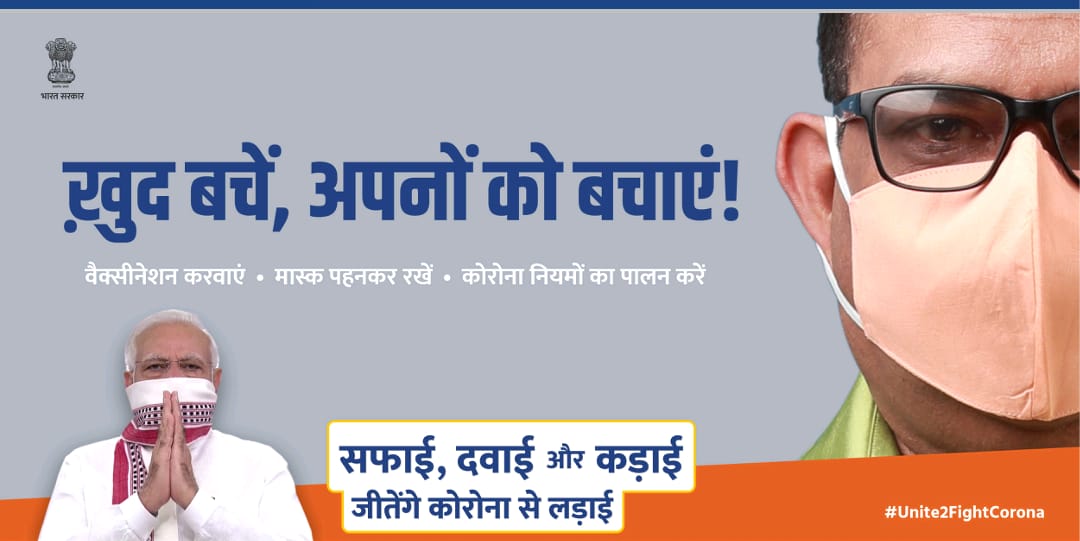 भारत सरकार
ख़ुद बचें, अपनों को बचाएं!
वैक्सीनेशन करवाएं • मास्क पहनकर रखें • कोरोना नियमों का पालन करें
सफाई, दवाई और कड़ाई
जीतेंगे कोरोना से लड़ाई
#Unite2FightCorona